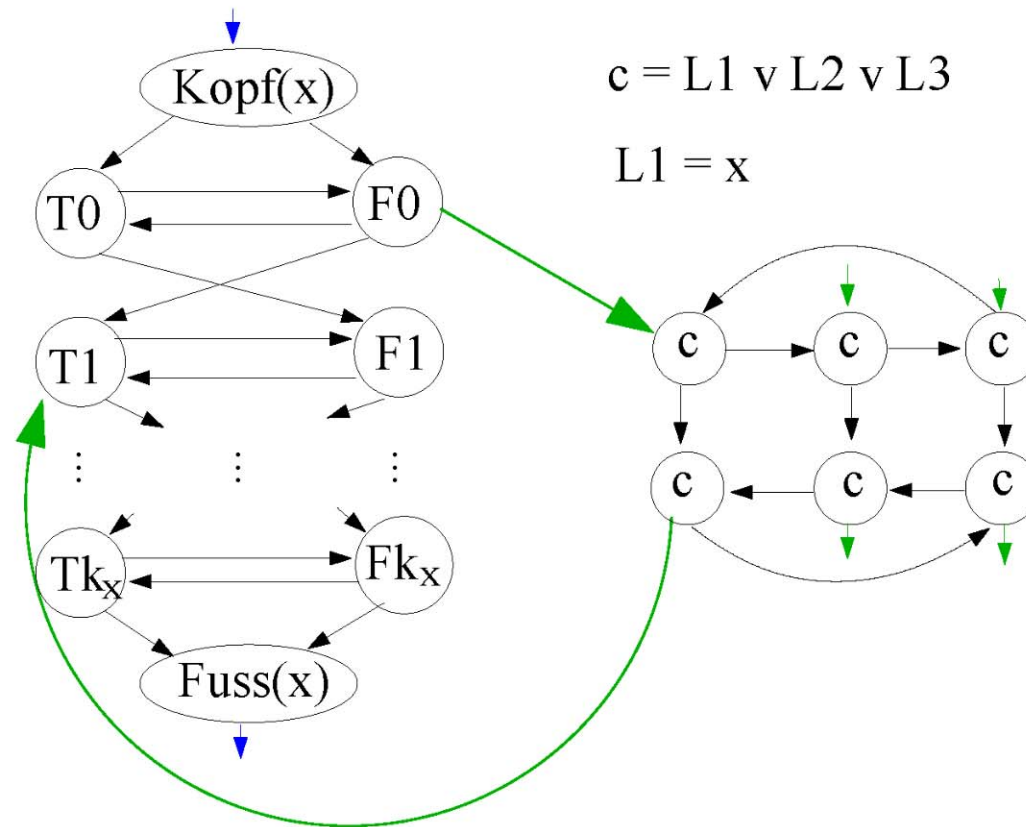 Kopf(x)
c = L1 v L2 v L3
L1 = x
T0 F0
T1 F1
c c c
⋮ ⋮ ⋮
c c c
Tkₓ Fkₓ
Fuss(x)